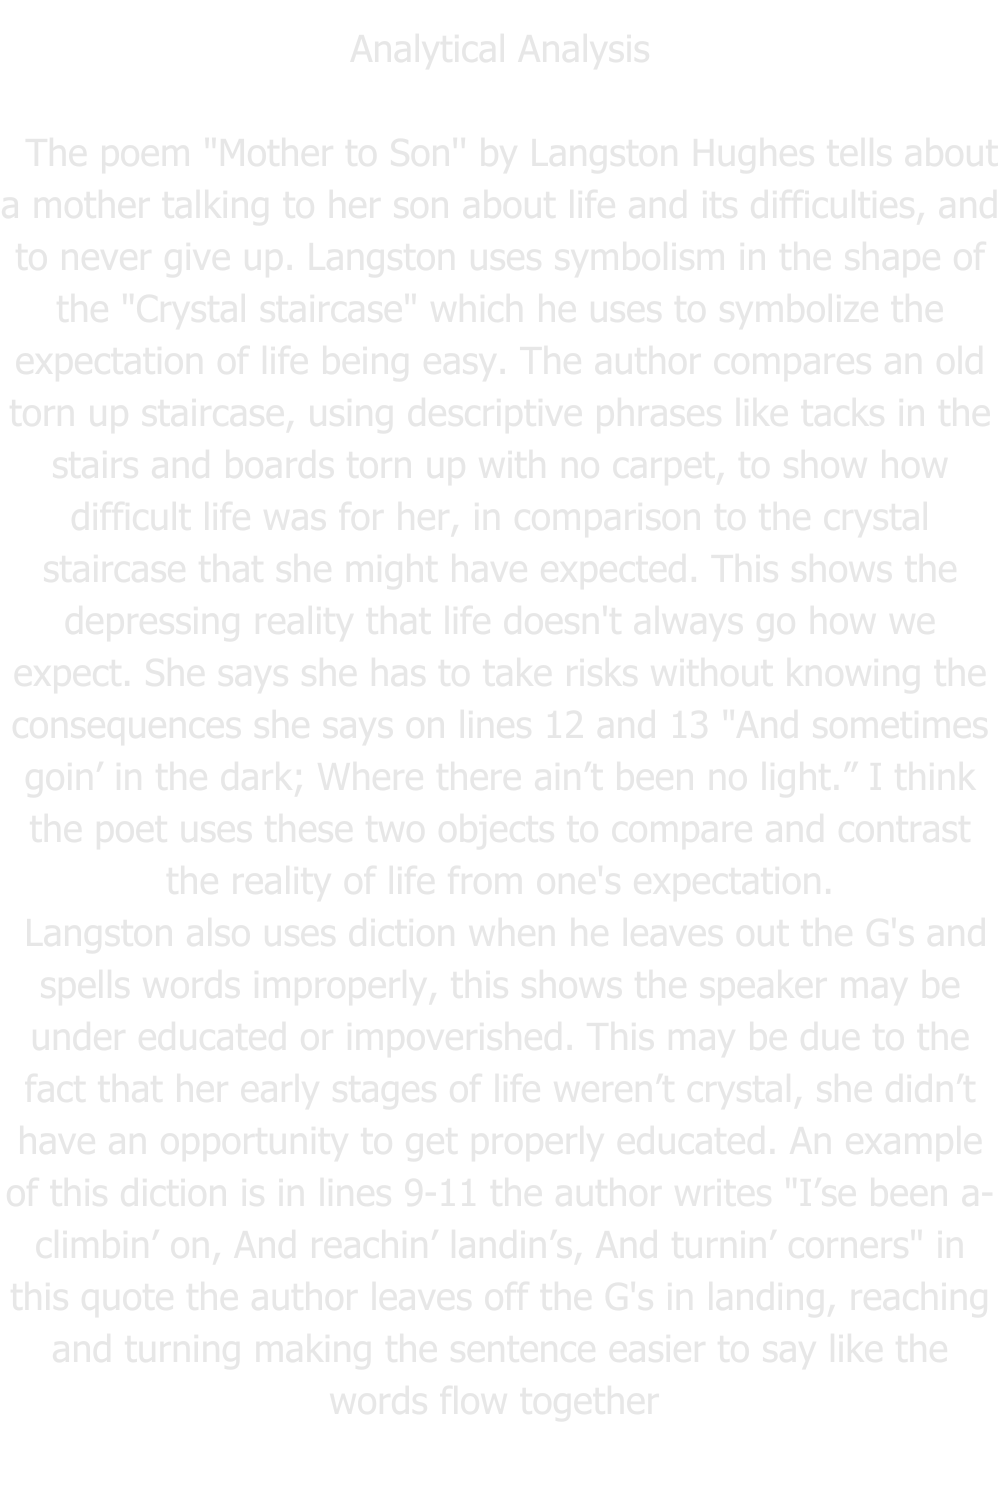 Analytical Analysis
The poem "Mother to Son" by Langston Hughes tells about
a mother talking to her son about life and its difficulties, and
to never give up. Langston uses symbolism in the shape of
the "Crystal staircase" which he uses to symbolize the
expectation of life being easy. The author compares an old
torn up staircase, using descriptive phrases like tacks in the
stairs and boards torn up with no carpet, to show how
difficult life was for her, in comparison to the crystal
staircase that she might have expected. This shows the
depressing reality that life doesn't always go how we
expect. She says she has to take risks without knowing the
consequences she says on lines 12 and 13 "And sometimes
goin’ in the dark; Where there ain’t been no light.” I think
the poet uses these two objects to compare and contrast
the reality of life from one's expectation.
Langston also uses diction when he leaves out the G's and
spells words improperly, this shows the speaker may be
under educated or impoverished. This may be due to the
fact that her early stages of life weren’t crystal, she didn’t
have an opportunity to get properly educated. An example
of this diction is in lines 9-11 the author writes "I’se been a-
climbin’ on, And reachin’ landin’s, And turnin’ corners" in
this quote the author leaves off the G's in landing, reaching
and turning making the sentence easier to say like the
words flow together